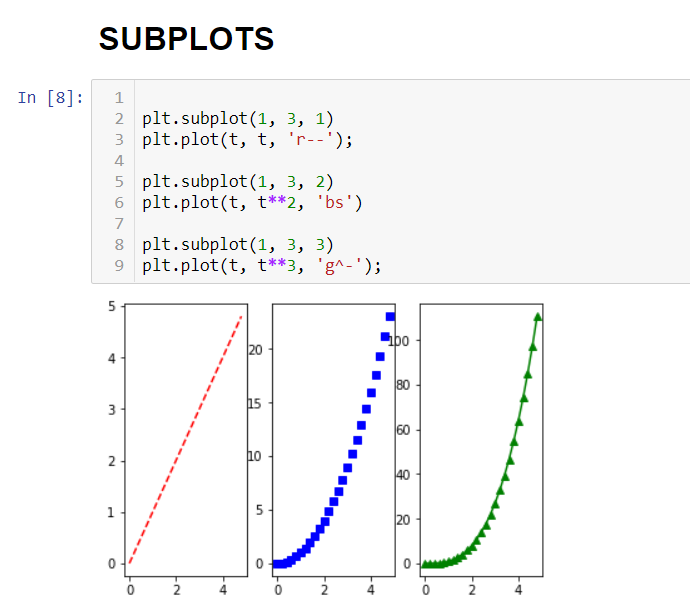 SUBPLOTS
In [8]:
1
2 plt.subplot(1, 3, 1)
3 plt.plot(t, t, 'r--');
4
5 plt.subplot(1, 3, 2)
6 plt.plot(t, t**2, 'bs')
7
8 plt.subplot(1, 3, 3)
9 plt.plot(t, t**3, 'g^-');
5
4
3
2
1
0
0 2 4
20
15
10
5
0
0 2 4
100
80
60
40
20
0
0 2 4